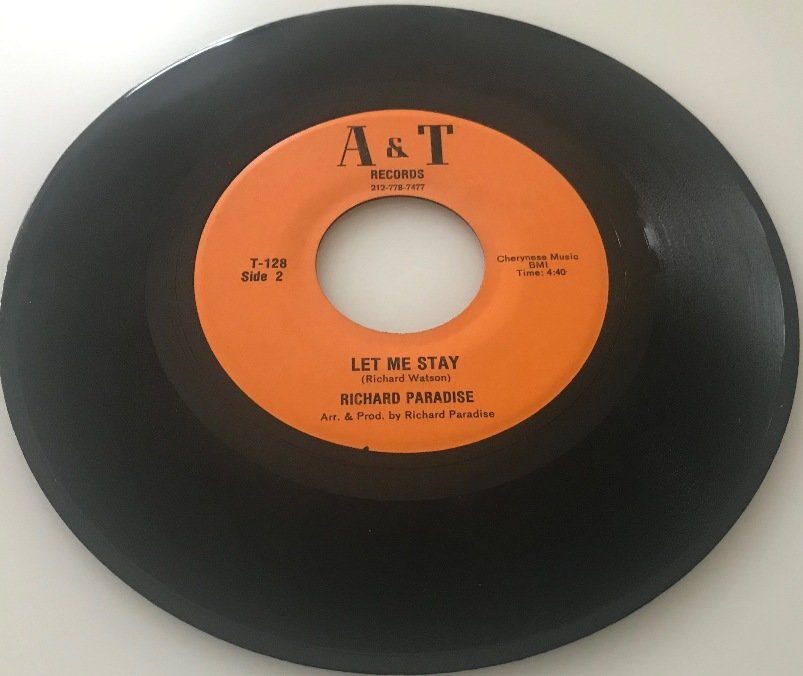 A & T
RECORDS
212-778-7477
T-128
Side 2
Cherynese Music
BMI
Time: 4:40
LET ME STAY
(Richard Watson)
RICHARD PARADISE
Arr. & Prod. by Richard Paradise